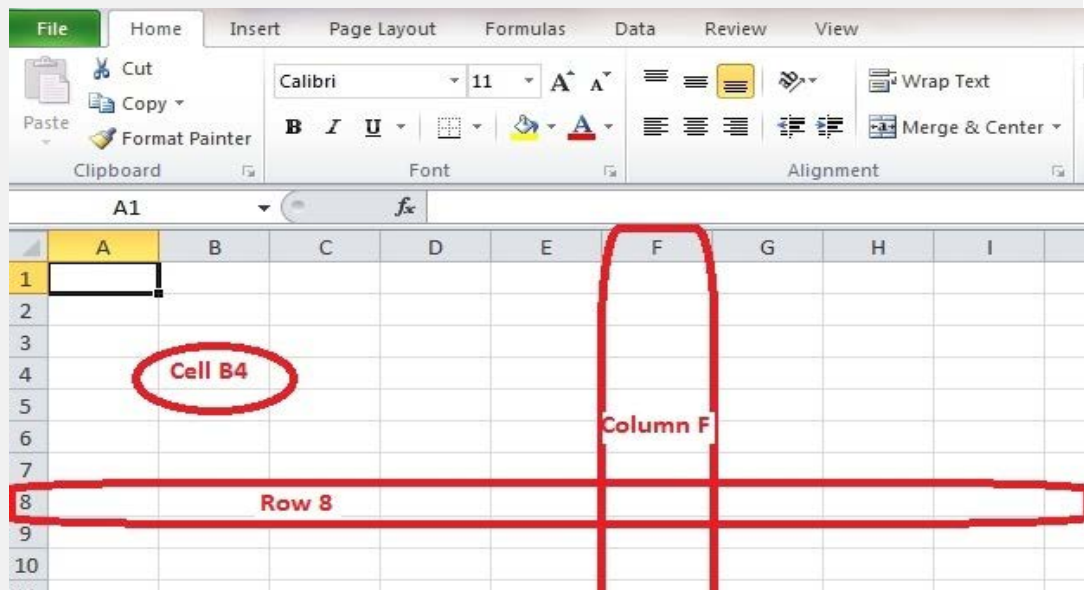 File Home Insert Page Layout Formulas Data Review View
Cut
Calibri 11 A A Wrap Text
Copy
Paste Format Painter B I U A Merge & Center
Clipboard Font Alignment
A1 fx
A B C D E F G H I
1
2
3
4 Cell B4
5
6 Column F
7
8 Row 8
9
10